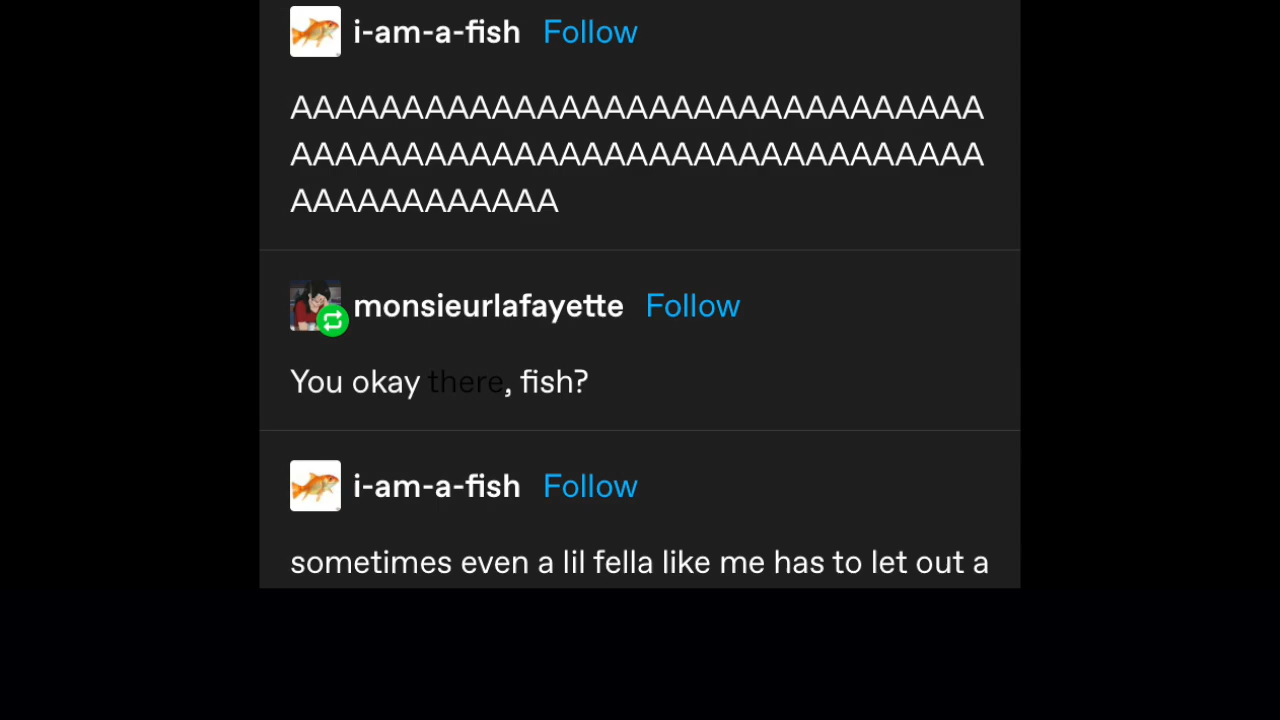 i-am-a-fish Follow
AAAAAAAAAAAAAAAAAAAAAAAAAAAAAAA
AAAAAAAAAAAAAAAAAAAAAAAAAAAAAAA
AAAAAAAAAAAA
monsieurlafayette Follow
You okay there, fish?
i-am-a-fish Follow
sometimes even a lil fella like me has to let out a